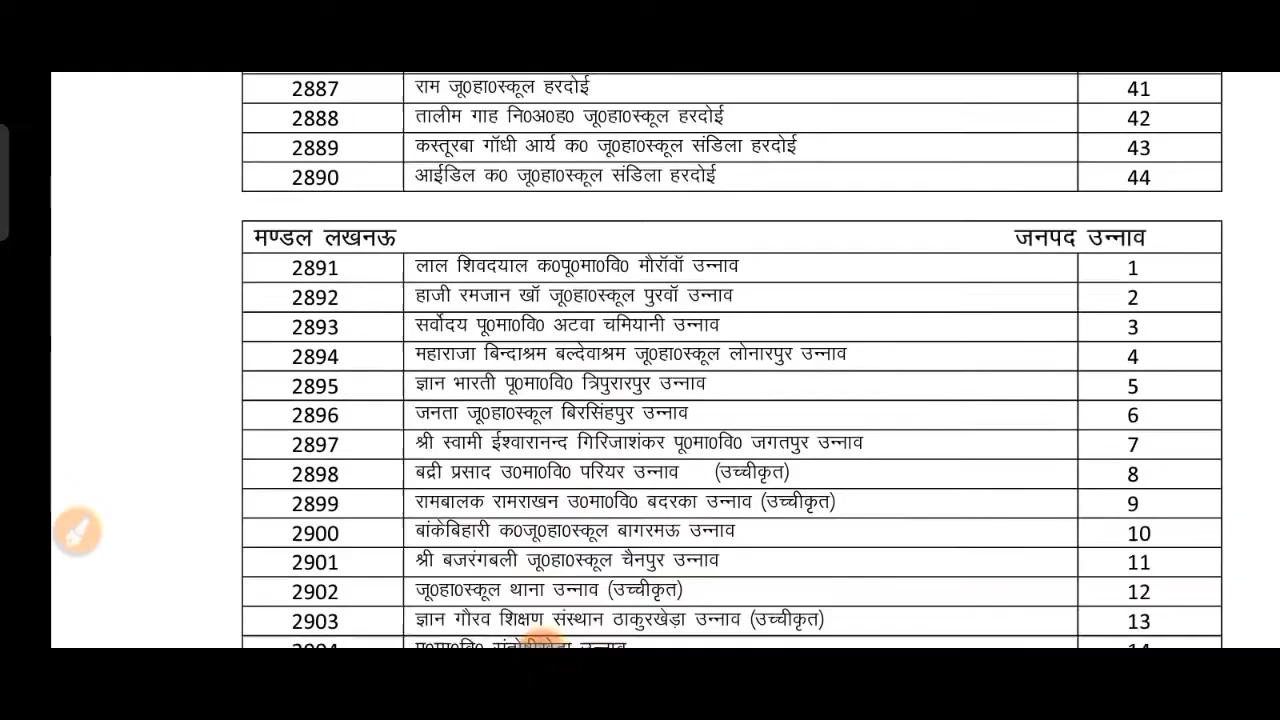 2887 राम जू0हा0स्कूल हरदोई 41
2888 तालीम गाह नि0अ0ह0 जू0हा0स्कूल हरदोई 42
2889 कस्तूरबा गॉधी आर्य क0 जू0हा0स्कूल संडिला हरदोई 43
2890 आईडिल क0 जू0हा0स्कूल संडिला हरदोई 44
मण्डल लखनऊ जनपद उन्नाव
2891 लाल शिवदयाल क0पू0मा0वि0 मौरॉवॉ उन्नाव 1
2892 हाजी रमजान खॉ जू0हा0स्कूल पुरवॉ उन्नाव 2
2893 सर्वोदय पू0मा0वि0 अटवा चमियानी उन्नाव 3
2894 महाराजा बिन्दाश्रम बल्देवाश्रम जू0हा0स्कूल लोनारपुर उन्नाव 4
2895 ज्ञान भारती पू0मा0वि0 त्रिपुरारपुर उन्नाव 5
2896 जनता जू0हा0स्कूल बिरसिंहपुर उन्नाव 6
2897 श्री स्वामी ईश्वारानन्द गिरिजाशंकर पू0मा0वि0 जगतपुर उन्नाव 7
2898 बद्री प्रसाद उ0मा0वि0 परियर उन्नाव (उच्चीकृत) 8
2899 रामबालक रामराखन उ0मा0वि0 बदरका उन्नाव (उच्चीकृत) 9
2900 बांकेबिहारी क0जू0हा0स्कूल बागरमऊ उन्नाव 10
2901 श्री बजरंगबली जू0हा0स्कूल चैनपुर उन्नाव 11
2902 जू0हा0स्कूल थाना उन्नाव (उच्चीकृत) 12
2903 ज्ञान गौरव शिक्षण संस्थान ठाकुरखेड़ा उन्नाव (उच्चीकृत) 13